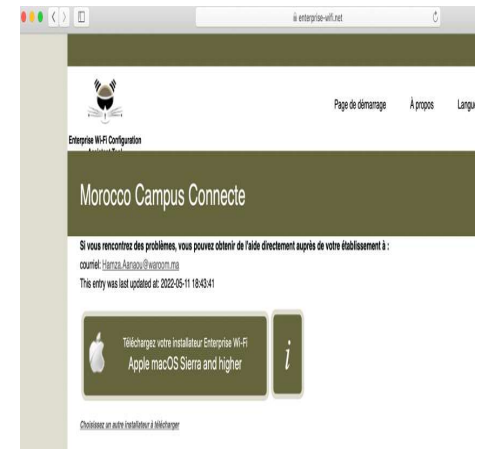 enterprise-wifi.net
Page de démarrage À propos
Enterprise Wi-Fi Configuration
Morocco Campus Connecte
Si vous rencontrez des problèmes, vous pouvez obtenir de l'aide directement auprès de votre établissement à :
courriel: Hamza.Aanaou@waroom.ma
This entry was last updated at: 2022-05-11 18:43:41
Téléchargez votre installateur Enterprise Wi-Fi
Apple macOS Sierra and higher
i
Choisissez un autre installateur à télécharger